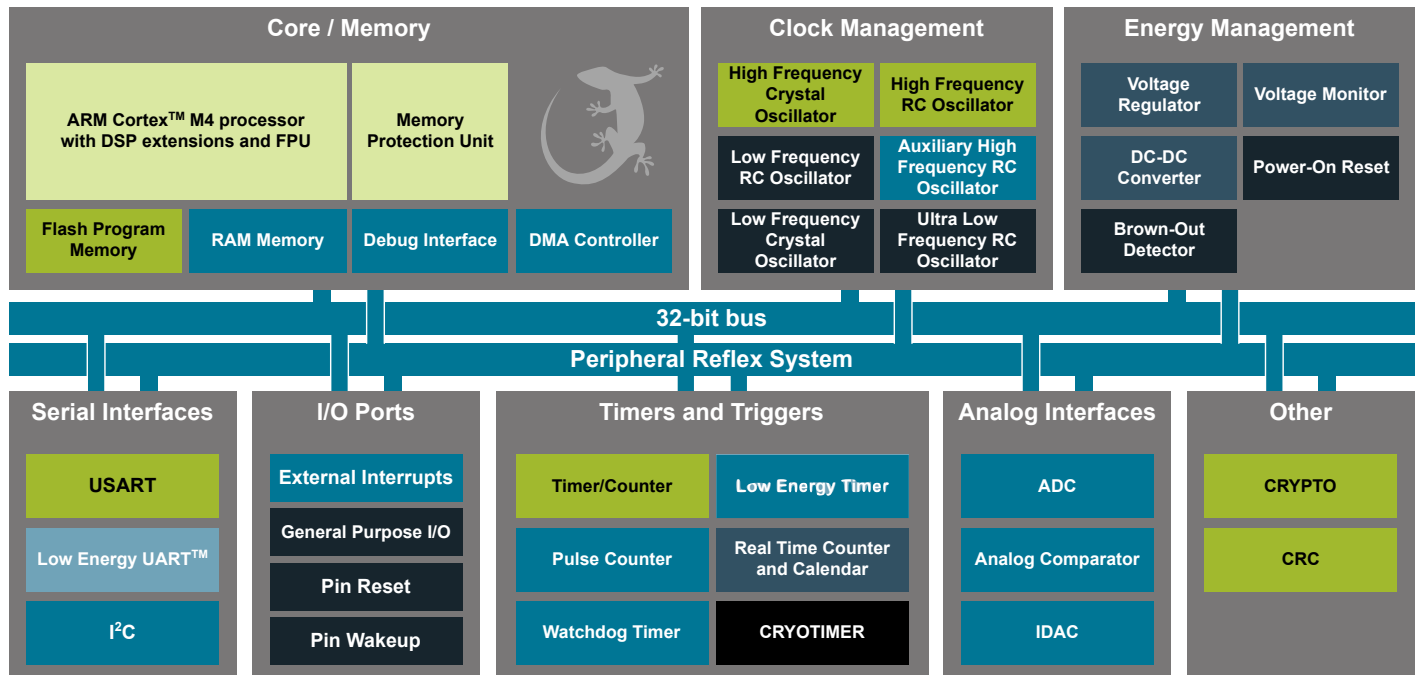 Core / Memory
ARM Cortex™ M4 processor
with DSP extensions and FPU
Memory
Protection Unit
Flash Program
Memory
RAM Memory
Debug Interface
DMA Controller
Clock Management
High Frequency
Crystal
Oscillator
High Frequency
RC Oscillator
Low Frequency
RC Oscillator
Auxiliary High
Frequency RC
Oscillator
Low Frequency
Crystal
Oscillator
Ultra Low
Frequency RC
Oscillator
Energy Management
Voltage
Regulator
Voltage Monitor
DC-DC
Converter
Power-On Reset
Brown-Out
Detector
32-bit bus
Peripheral Reflex System
Serial Interfaces
USART
Low Energy UART™
I²C
I/O Ports
External Interrupts
General Purpose I/O
Pin Reset
Pin Wakeup
Timers and Triggers
Timer/Counter
Low Energy Timer
Pulse Counter
Real Time Counter
and Calendar
Watchdog Timer
CRYOTIMER
Analog Interfaces
ADC
Analog Comparator
IDAC
Other
CRYPTO
CRC